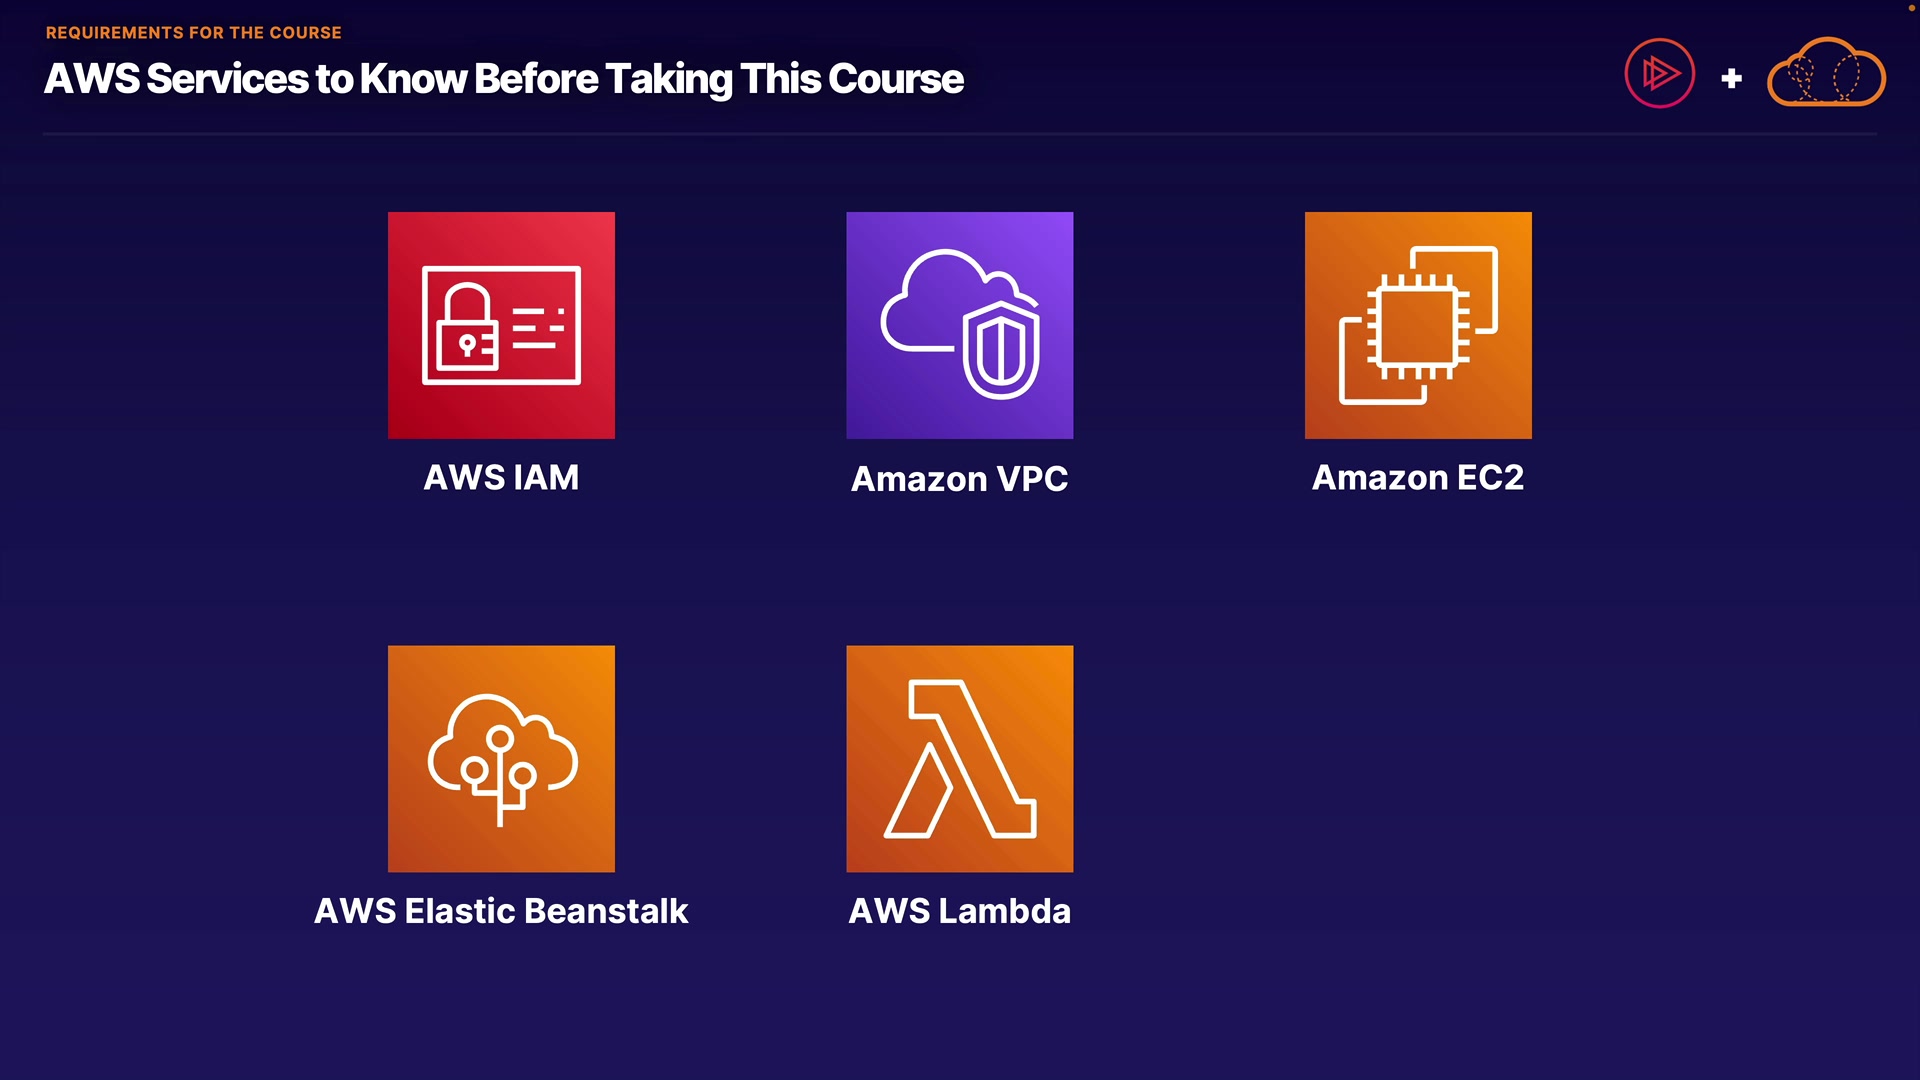 REQUIREMENTS FOR THE COURSE
AWS Services to Know Before Taking This Course
+
AWS IAM
Amazon VPC
Amazon EC2
AWS Elastic Beanstalk
AWS Lambda